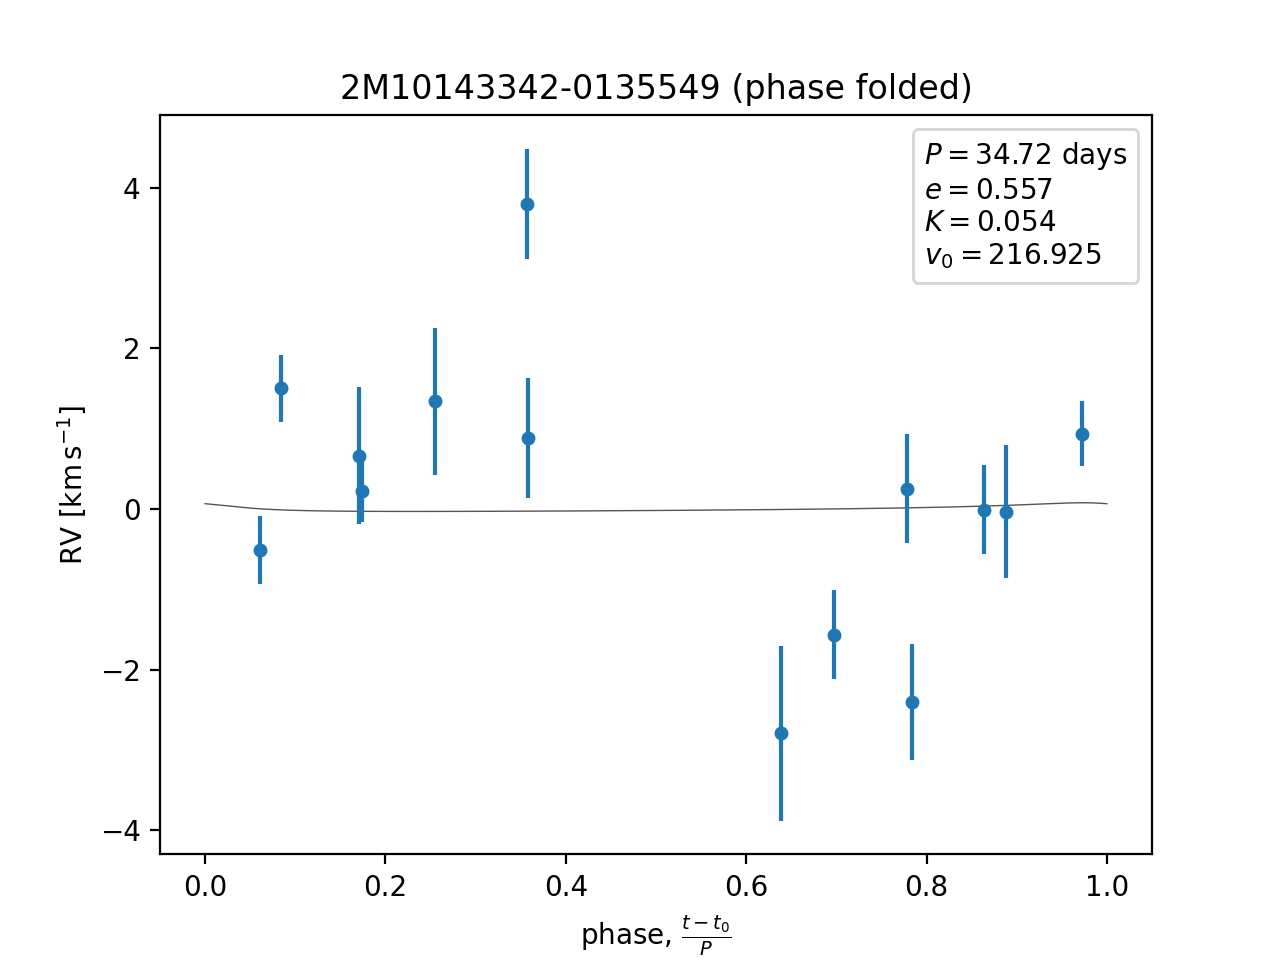 2M10143342-0135549 (phase folded)
P = 34.72 days
e = 0.557
K = 0.054
v₀ = 216.925
4
2
0
−2
−4
RV [km s⁻¹]
0.0 0.2 0.4 0.6 0.8 1.0
phase, (t − t₀)/P